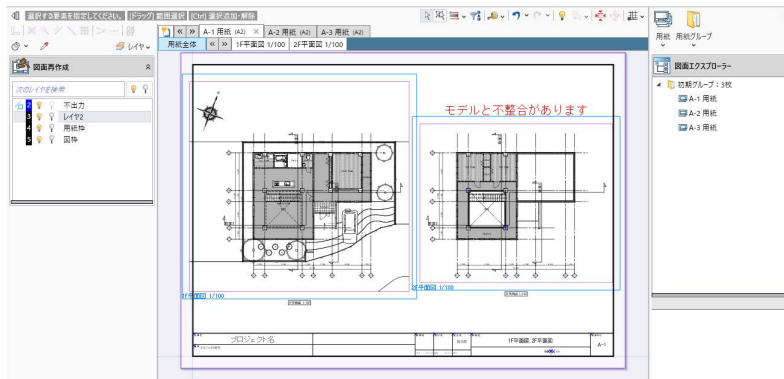 選択する要素を指定してください。 [ドラッグ]範囲選択 [Ctrl]選択追加・解除
レイヤ
図面再作成
次のレイヤを検索
2 不出力
3 レイヤ2
4 用紙枠
5 図枠
A-1 用紙 (A2) × A-2 用紙 (A2) A-3 用紙 (A2)
用紙全体 1F平面図 1/100 2F平面図 1/100
モデルと不整合があります
1F平面図 1/100
2F平面図 1/100
プロジェクト名
1F平面図, 2F平面図
A-1
用紙 用紙グループ
図面エクスプローラー
初期グループ : 3枚
A-1 用紙
A-2 用紙
A-3 用紙